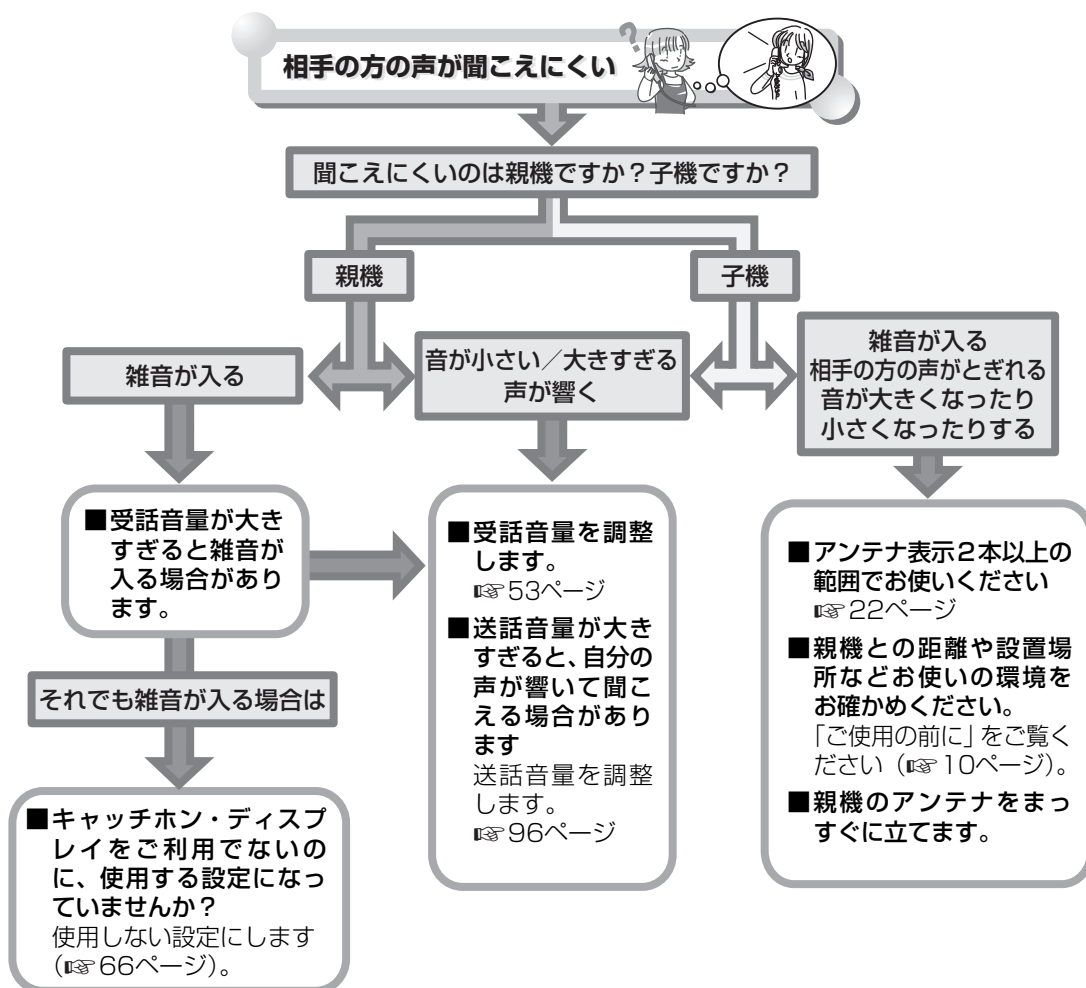 相手の方の声が聞こえにくい
?
聞こえにくいのは親機ですか？子機ですか？
親機
子機
雑音が入る
音が小さい／大きすぎる
声が響く
雑音が入る
相手の方の声がとぎれる
音が大きくなったり
小さくなったりする
■受話音量が大き
すぎると雑音が
入る場合があり
ます。
それでも雑音が入る場合は
■キャッチホン・ディスプ
レイをご利用でないの
に、使用する設定になっ
ていませんか？
使用しない設定にします
（☞66ページ）。
■受話音量を調整
します。
☞53ページ
■送話音量が大き
すぎると、自分の
声が響いて聞こ
える場合があり
ます
送話音量を調整
します。
☞96ページ
■アンテナ表示2本以上の
範囲でお使いください
☞22ページ
■親機との距離や設置場
所などお使いの環境を
お確かめください。
「ご使用の前に」をご覧く
ださい（☞10ページ）。
■親機のアンテナをまっ
すぐに立てます。